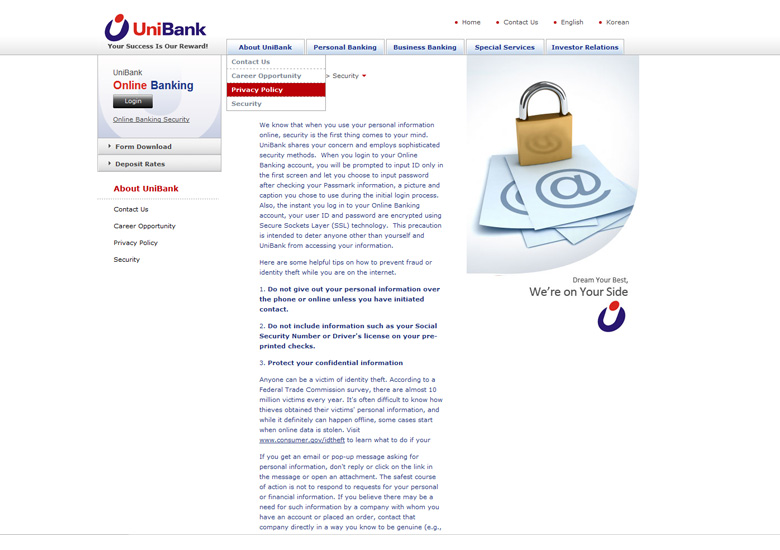 UniBank
Your Success Is Our Reward!
Home
Contact Us
English
Korean
About UniBank
Personal Banking
Business Banking
Special Services
Investor Relations
Contact Us
Career Opportunity
Privacy Policy
Security
> Security
UniBank
Online Banking
Login
Online Banking Security
Form Download
Deposit Rates
About UniBank
Contact Us
Career Opportunity
Privacy Policy
Security
We know that when you use your personal information
online, security is the first thing comes to your mind.
UniBank shares your concern and employs sophisticated
security methods. When you login to your Online
Banking account, you will be prompted to input ID only in
the first screen and let you choose to input password
after checking your Passmark information, a picture and
caption you chose to use during the initial login process.
Also, the instant you log in to your Online Banking
account, your user ID and password are encrypted using
Secure Sockets Layer (SSL) technology. This precaution
is intended to deter anyone other than yourself and
UniBank from accessing your information.
Here are some helpful tips on how to prevent fraud or
identity theft while you are on the internet.
1. Do not give out your personal information over
the phone or online unless you have initiated
contact.
2. Do not include information such as your Social
Security Number or Driver's license on your pre-
printed checks.
3. Protect your confidential information
Anyone can be a victim of identity theft. According to a
Federal Trade Commission survey, there are almost 10
million victims every year. It's often difficult to know how
thieves obtained their victims' personal information, and
while it definitely can happen offline, some cases start
when online data is stolen. Visit
www.consumer.gov/idtheft to learn what to do if your
If you get an email or pop-up message asking for
personal information, don't reply or click on the link in
the message or open an attachment. The safest course
of action is not to respond to requests for your personal
or financial information. If you believe there may be a
need for such information by a company with whom you
have an account or placed an order, contact that
company directly in a way you know to be genuine (e.g.,
@
@
Dream Your Best,
We're on Your Side